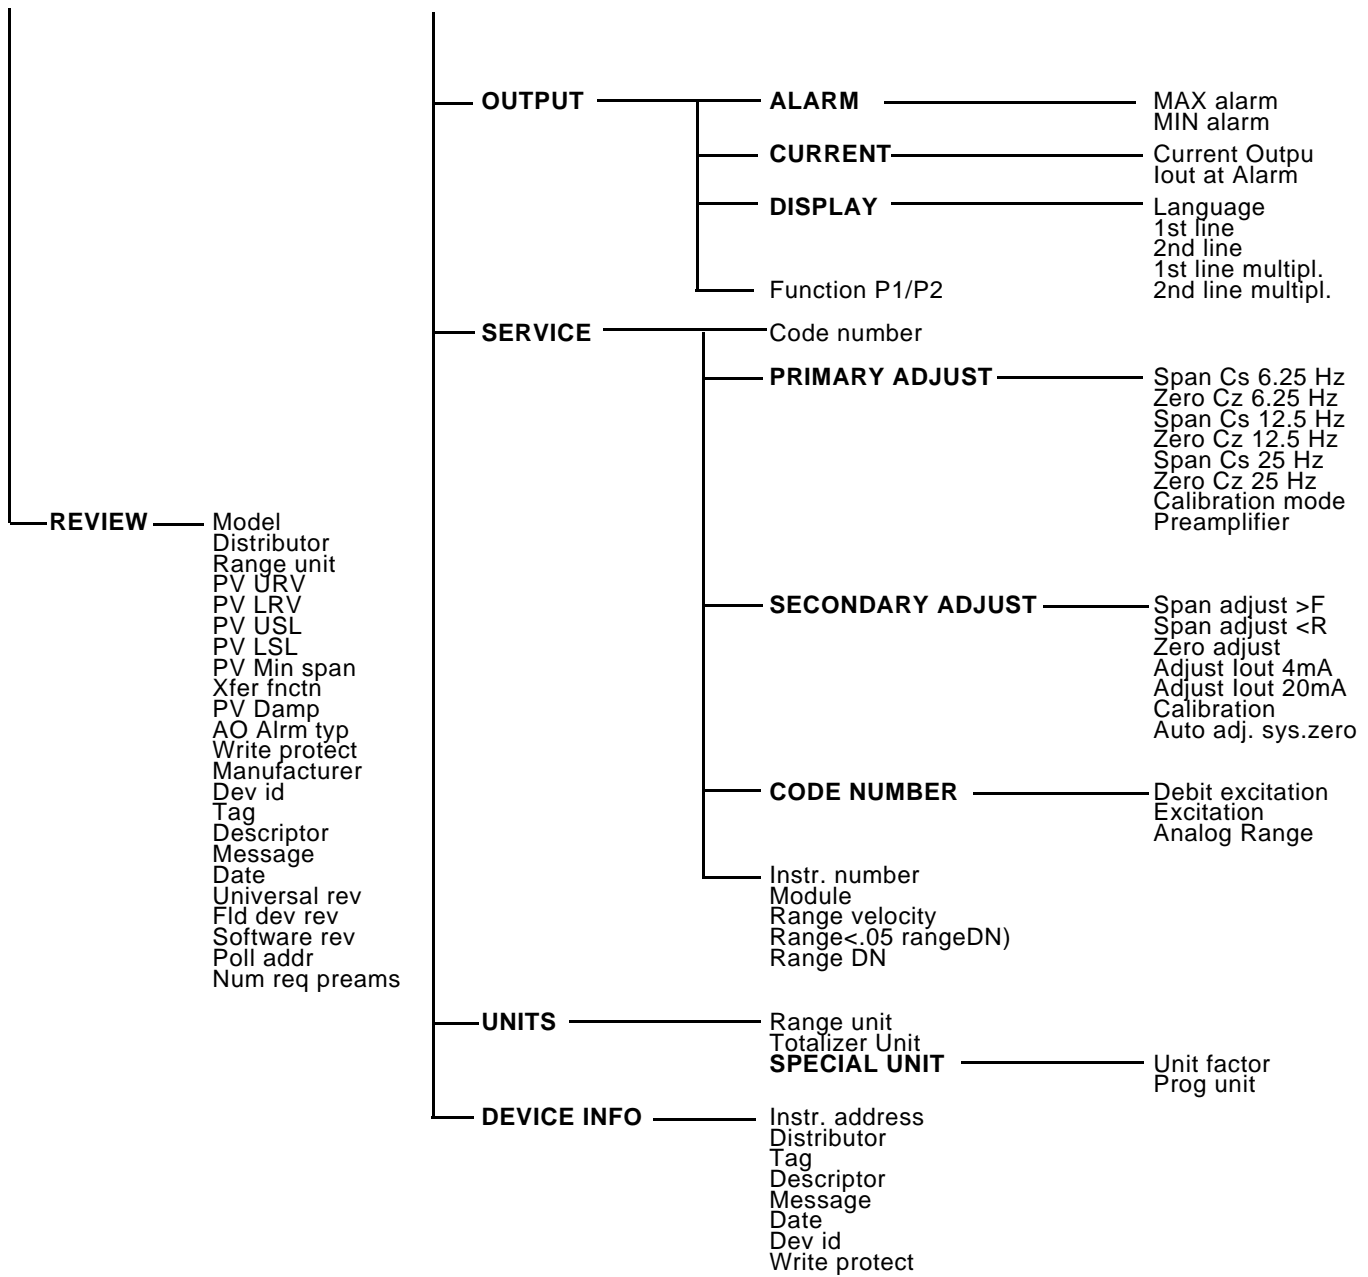 OUTPUT
ALARM
MAX alarm
MIN alarm
CURRENT
Current Outpu
Iout at Alarm
DISPLAY
Language
1st line
2nd line
1st line multipl.
2nd line multipl.
Function P1/P2
SERVICE
Code number
PRIMARY ADJUST
Span Cs 6.25 Hz
Zero Cz 6.25 Hz
Span Cs 12.5 Hz
Zero Cz 12.5 Hz
Span Cs 25 Hz
Zero Cz 25 Hz
Calibration mode
Preamplifier
SECONDARY ADJUST
Span adjust >F
Span adjust <R
Zero adjust
Adjust Iout 4mA
Adjust Iout 20mA
Calibration
Auto adj. sys.zero
CODE NUMBER
Debit excitation
Excitation
Analog Range
Instr. number
Module
Range velocity
Range<.05 rangeDN)
Range DN
UNITS
Range unit
Totalizer Unit
SPECIAL UNIT
Unit factor
Prog unit
DEVICE INFO
Instr. address
Distributor
Tag
Descriptor
Message
Date
Dev id
Write protect
REVIEW
Model
Distributor
Range unit
PV URV
PV LRV
PV USL
PV LSL
PV Min span
Xfer fnctn
PV Damp
AO Alrm typ
Write protect
Manufacturer
Dev id
Tag
Descriptor
Message
Date
Universal rev
Fld dev rev
Software rev
Poll addr
Num req preams